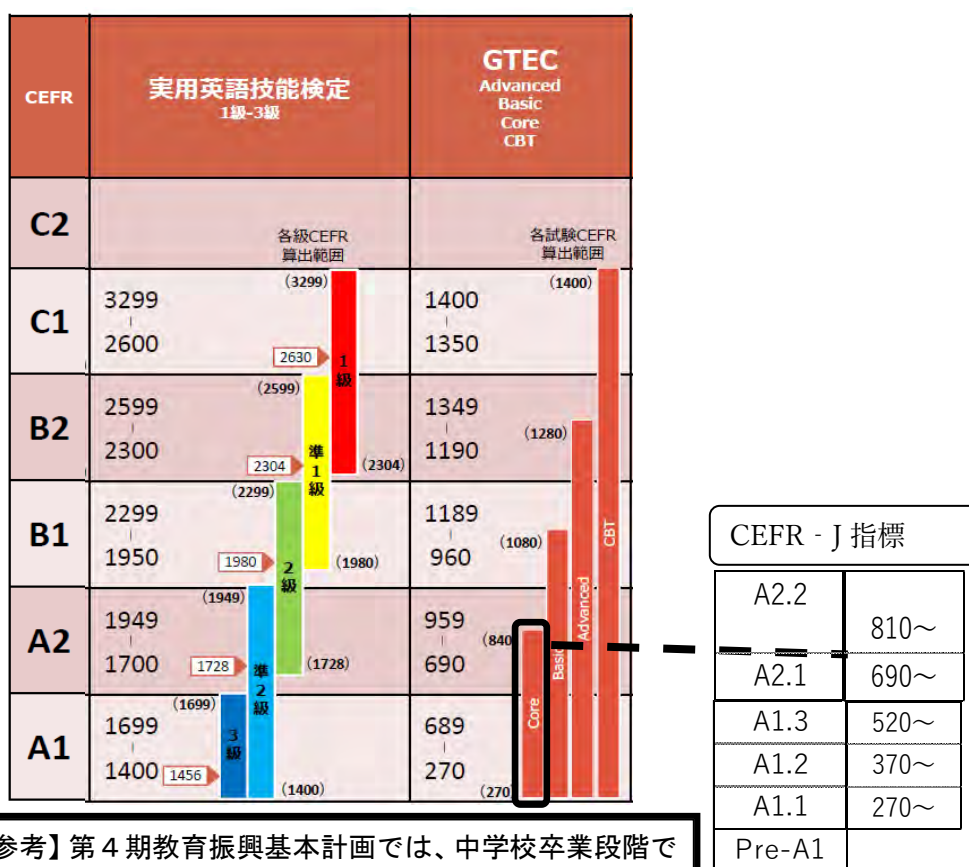 CEFR
実用英語技能検定
1級-3級
GTEC
Advanced
Basic
Core
CBT
C2
各級CEFR
算出範囲
各試験CEFR
算出範囲
C1
3299
2600
(3299)
2630
1級
1400
1350
(1400)
B2
2599
2300
(2599)
2304
準1級
(2304)
1349
1190
(1280)
B1
2299
1950
(2299)
1980
2級
(1980)
1189
960
(1080)
CBT
A2
1949
1700
(1949)
1728
準2級
(1728)
959
690
(840
Basic
Advanced
A1
1699
1400
(1699)
1456
3級
(1400)
689
270
(270
Core
CEFR‐J 指標
A2.2
810～
A2.1 690～
A1.3 520～
A1.2 370～
A1.1 270～
Pre-A1
参考】第４期教育振興基本計画では、中学校卒業段階で